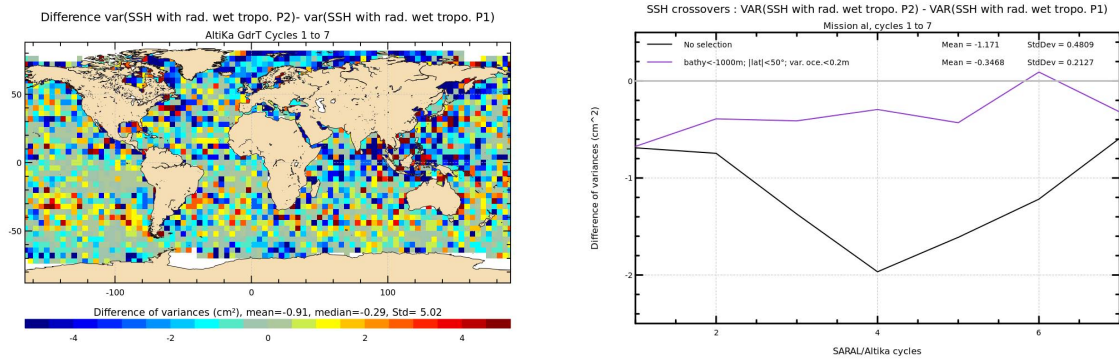 Difference var(SSH with rad. wet tropo. P2)- var(SSH with rad. wet tropo. P1)
AltiKa GdrT Cycles 1 to 7
50
0
-50
-100
0
100
Difference of variances (cm²), mean=-0.91, median=-0.29, Std= 5.02
-4
-2
0
2
4
SSH crossovers : VAR(SSH with rad. wet tropo. P2) - VAR(SSH with rad. wet tropo. P1)
Mission al, cycles 1 to 7
No selection Mean = -1.171 StdDev = 0.4809
bathy<-1000m; |lat|<50°; var. oce.<0.2m Mean = -0.3468 StdDev = 0.2127
Difference of variances (cm^2)
0
-1
-2
2
4
6
SARAL/Altika cycles